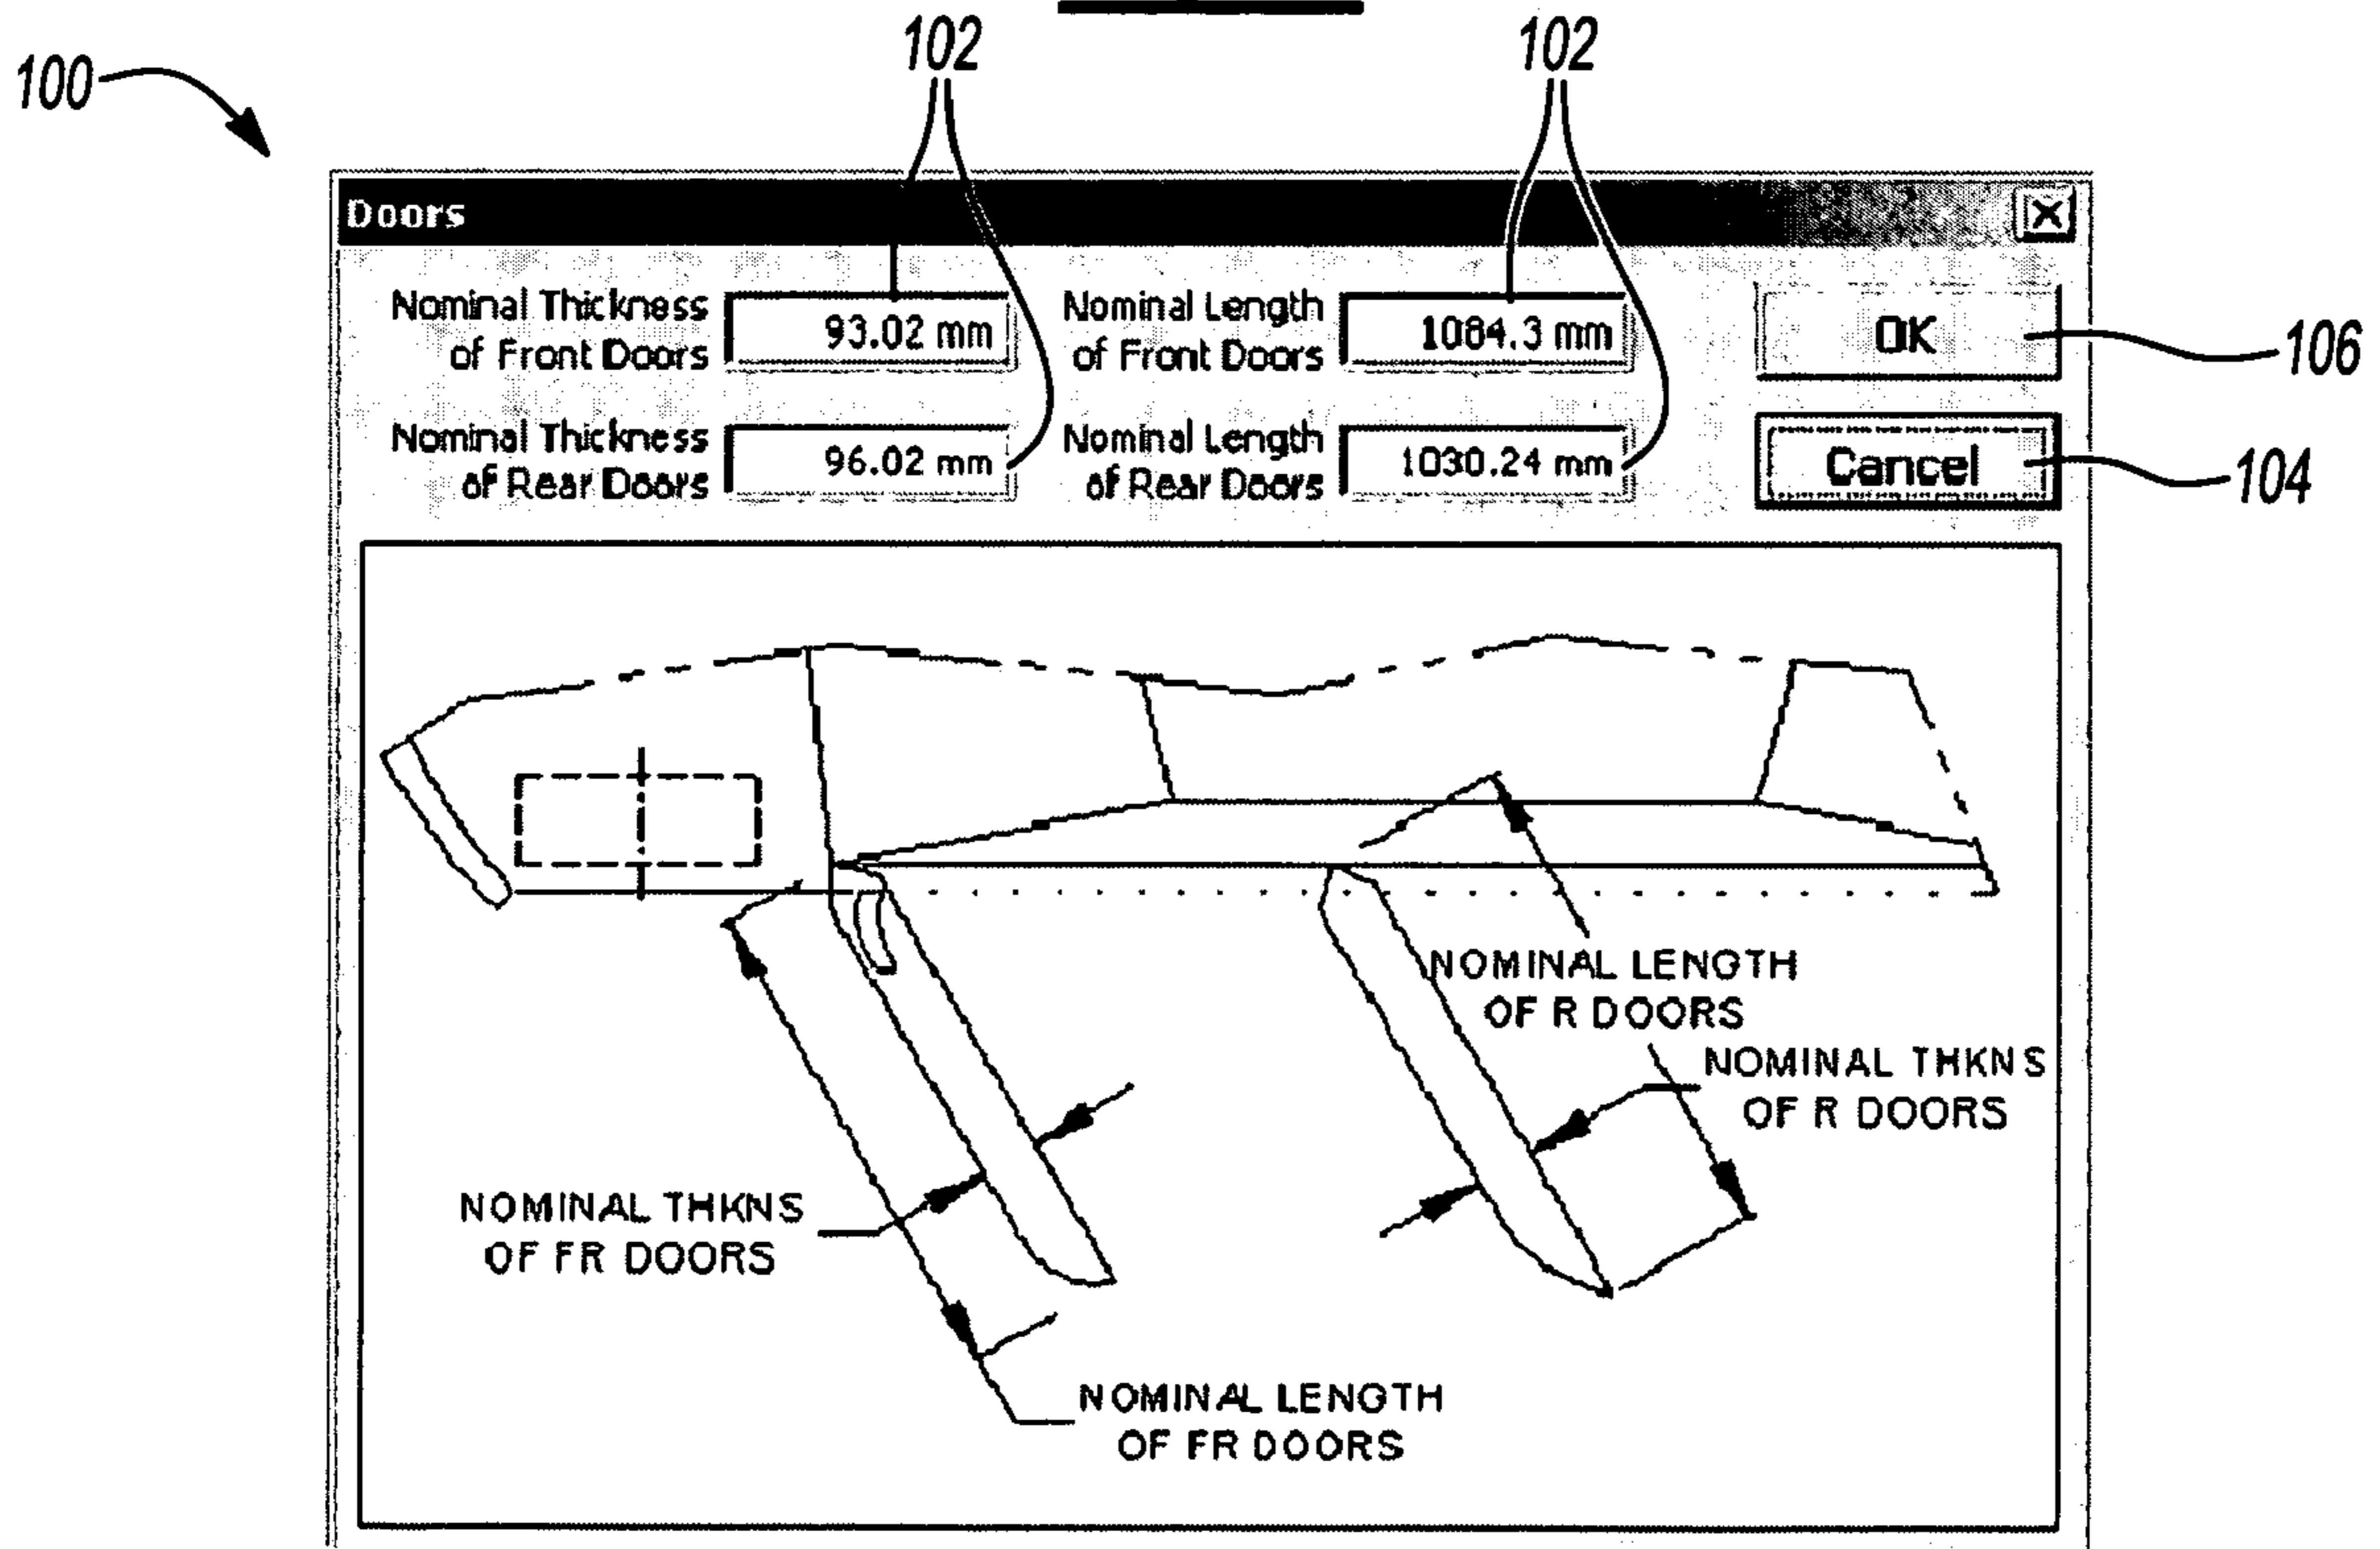 102
102
100
Doors
Nominal Thickness
of Front Doors
93.02 mm
Nominal Length
of Front Doors
1084.3 mm
OK
106
Nominal Thickness
of Rear Doors
96.02 mm
Nominal Length
of Rear Doors
1030.24 mm
Cancel
104
NOMINAL LENGTH
OF R DOORS
NOMINAL THKNS
OF R DOORS
NOMINAL THKNS
OF FR DOORS
NOMINAL LENGTH
OF FR DOORS